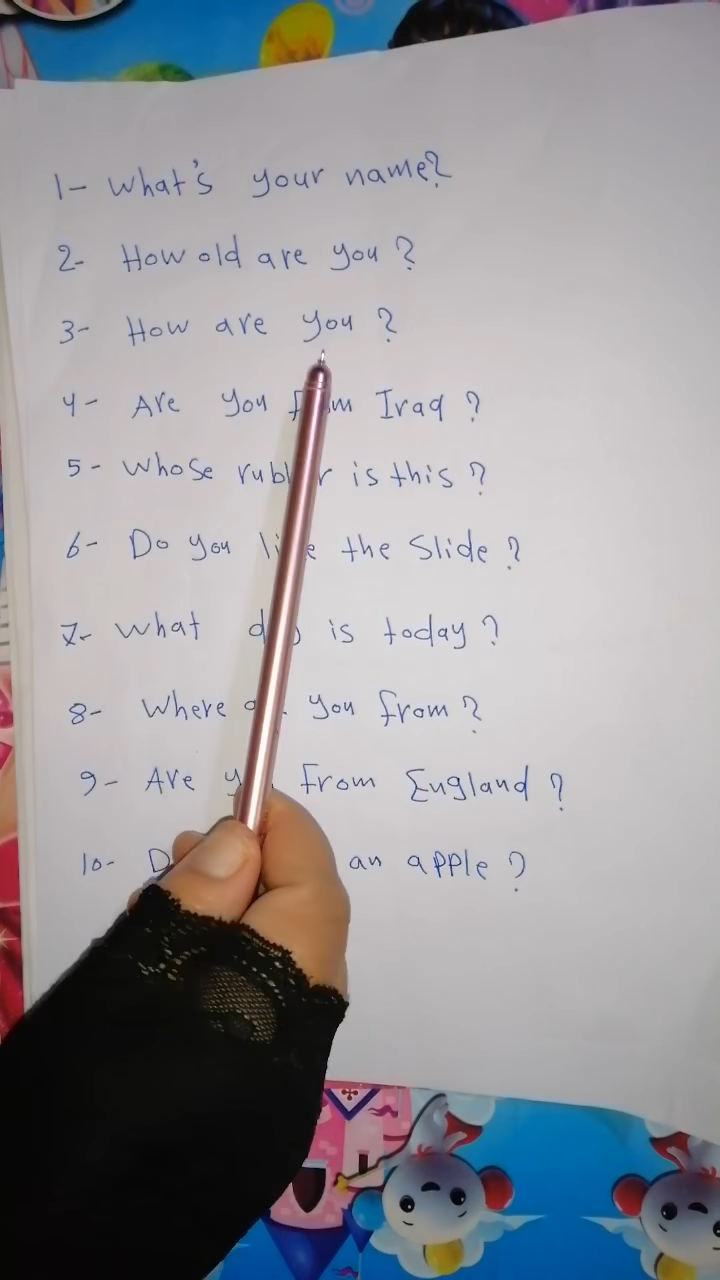 1- What's your name?
2- How old are you ?
3- How are you ?
4- Are you Iraq ?
5- Whose is this ?
6- Do you the slide ?
7- What is today ?
8- Where you from ?
9- Are from England ?
10- an apple ?